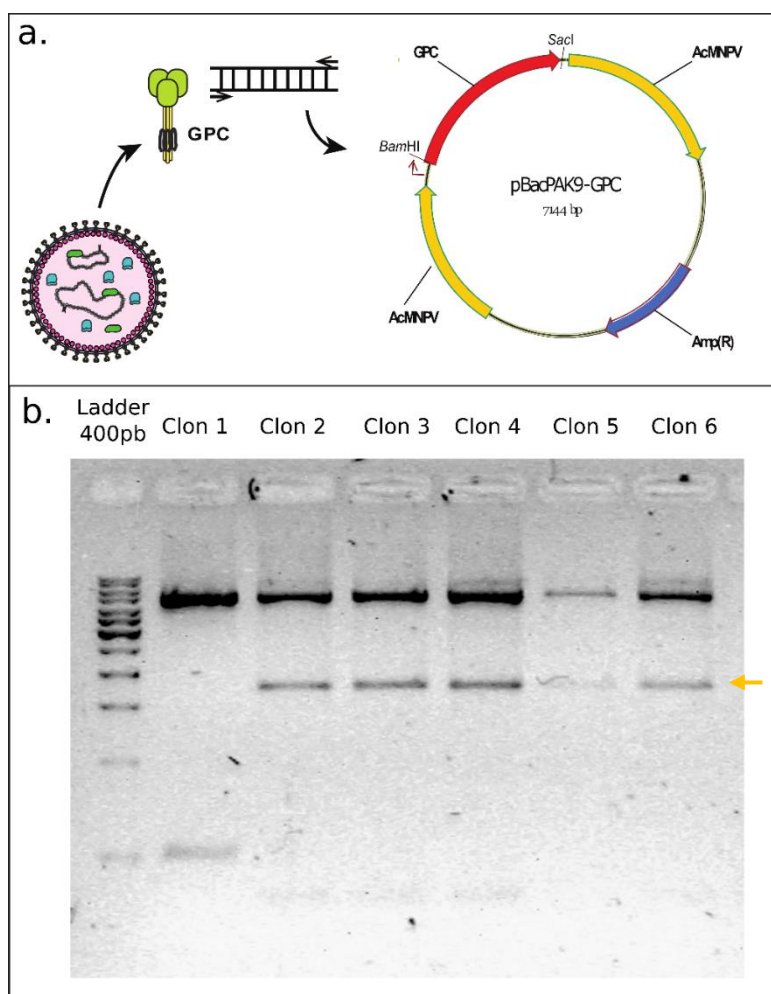 a.
GPC
SacI
AcMNPV
GPC
BamHI
pBacPAK9-GPC
7144 bp
AcMNPV
Amp(R)
b.
Ladder
400pb
Clon 1
Clon 2
Clon 3
Clon 4
Clon 5
Clon 6